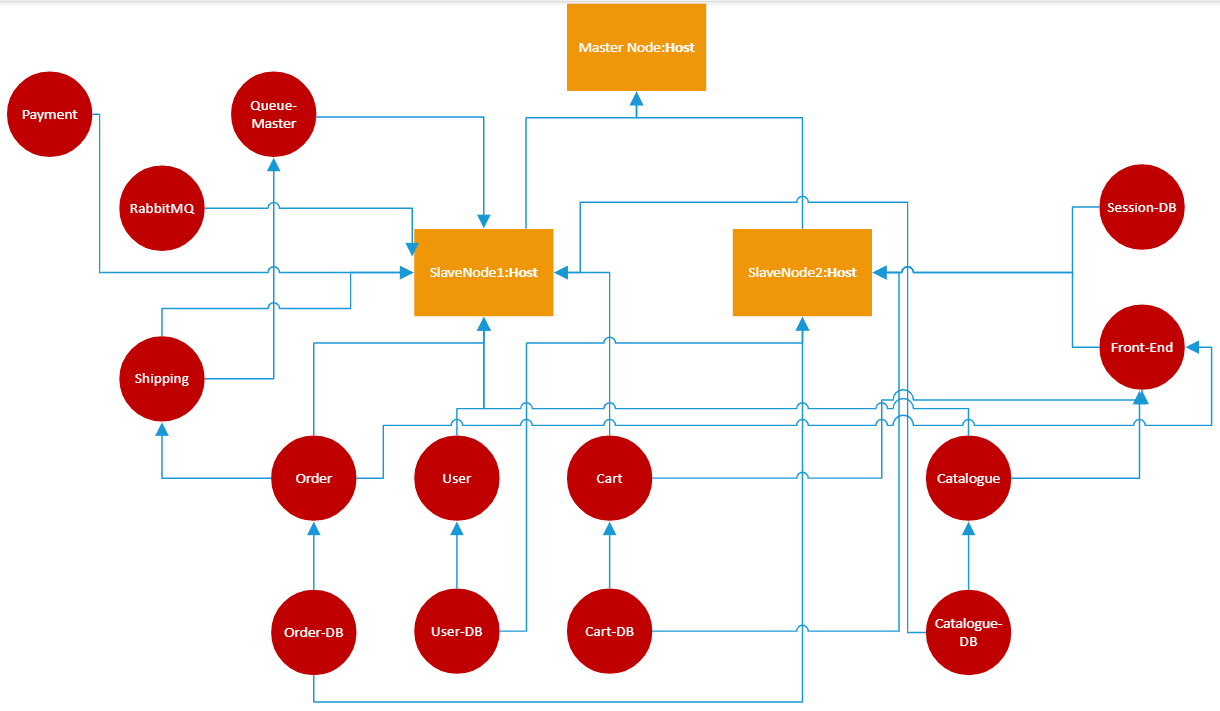 Master Node:Host
Payment
Queue-
Master
RabbitMQ
Session-DB
SlaveNode1:Host
SlaveNode2:Host
Front-End
Shipping
Order
User
Cart
Catalogue
Order-DB
User-DB
Cart-DB
Catalogue-
DB